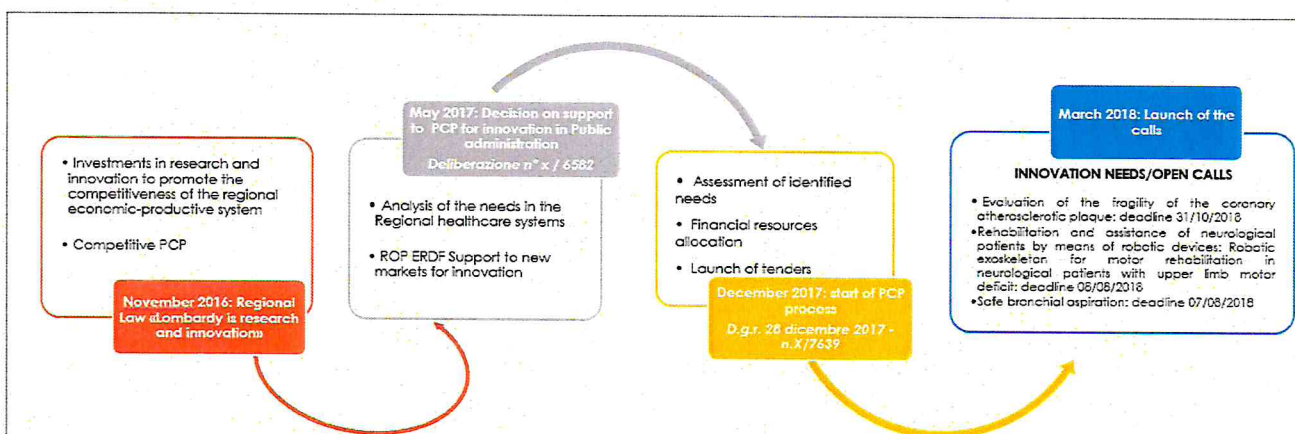 • Investments in research and
innovation to promote the
competitiveness of the regional
economic-productive system
• Competitive PCP
November 2016: Regional
Law «Lombardy is research
and innovation»
May 2017: Decision on support
to PCP for innovation in Public
administration
Deliberazione n° x / 6582
• Analysis of the needs in the
Regional healthcare systems
• ROP ERDF Support to new
markets for innovation
• Assessment of identified
needs
• Financial resources
allocation
• Launch of tenders
December 2017: start of PCP
process
D.g.r. 28 dicembre 2017 -
n.X/7639
March 2018: Launch of the
calls
INNOVATION NEEDS/OPEN CALLS
• Evaluation of the fragility of the coronary
atherosclerotic plaque: deadline 31/10/2018
•Rehabilitation and assistance of neurological
patients by means of robotic devices: Robotic
exoskeleton for motor rehabilitation in
neurological patients with upper limb motor
deficit: deadline 08/08/2018
•Safe bronchial aspiration: deadline 07/08/2018